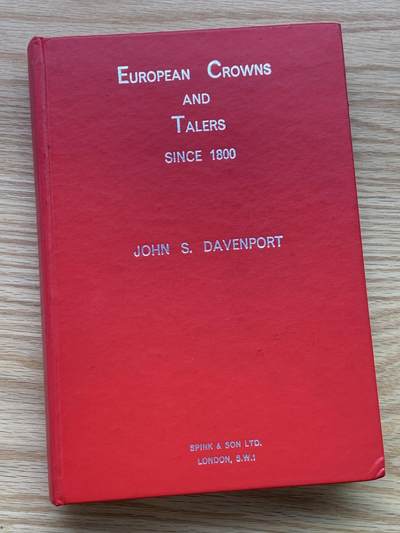 EUROPEAN CROWNS
AND
TALERS
SINCE 1800
JOHN S. DAVENPORT
SPINK & SON LTD.
LONDON, S.W.1